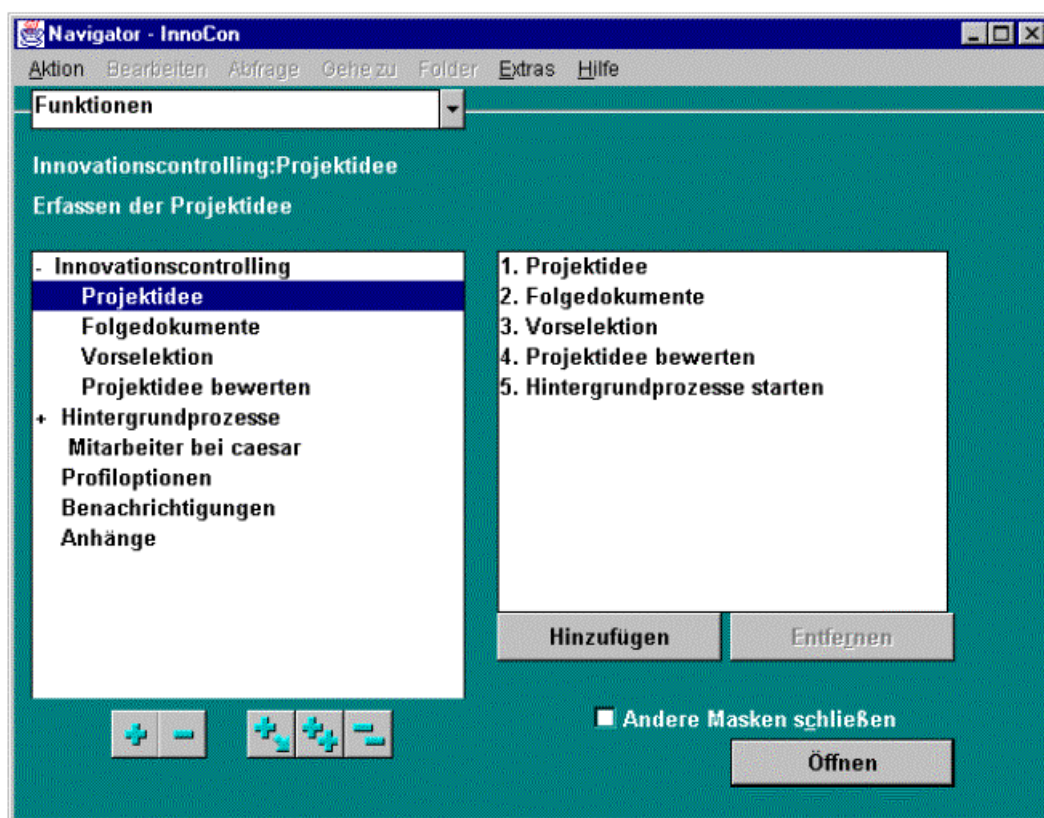 Navigator - InnoCon
Aktion Bearbeiten Abfrage Gehe zu Folder Extras Hilfe
Funktionen
Innovationscontrolling:Projektidee
Erfassen der Projektidee
- Innovationscontrolling
Projektidee
Folgedokumente
Vorselektion
Projektidee bewerten
+ Hintergrundprozesse
Mitarbeiter bei caesar
Profiloptionen
Benachrichtigungen
Anhänge
1. Projektidee
2. Folgedokumente
3. Vorselektion
4. Projektidee bewerten
5. Hintergrundprozesse starten
Hinzufügen Entfernen
Andere Masken schließen
Öffnen